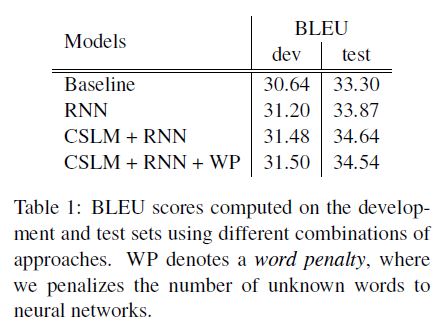 Models BLEU
dev test
Baseline 30.64 33.30
RNN 31.20 33.87
CSLM + RNN 31.48 34.64
CSLM + RNN + WP 31.50 34.54
Table 1: BLEU scores computed on the develop-
ment and test sets using different combinations of
approaches. WP denotes a word penalty, where
we penalizes the number of unknown words to
neural networks.